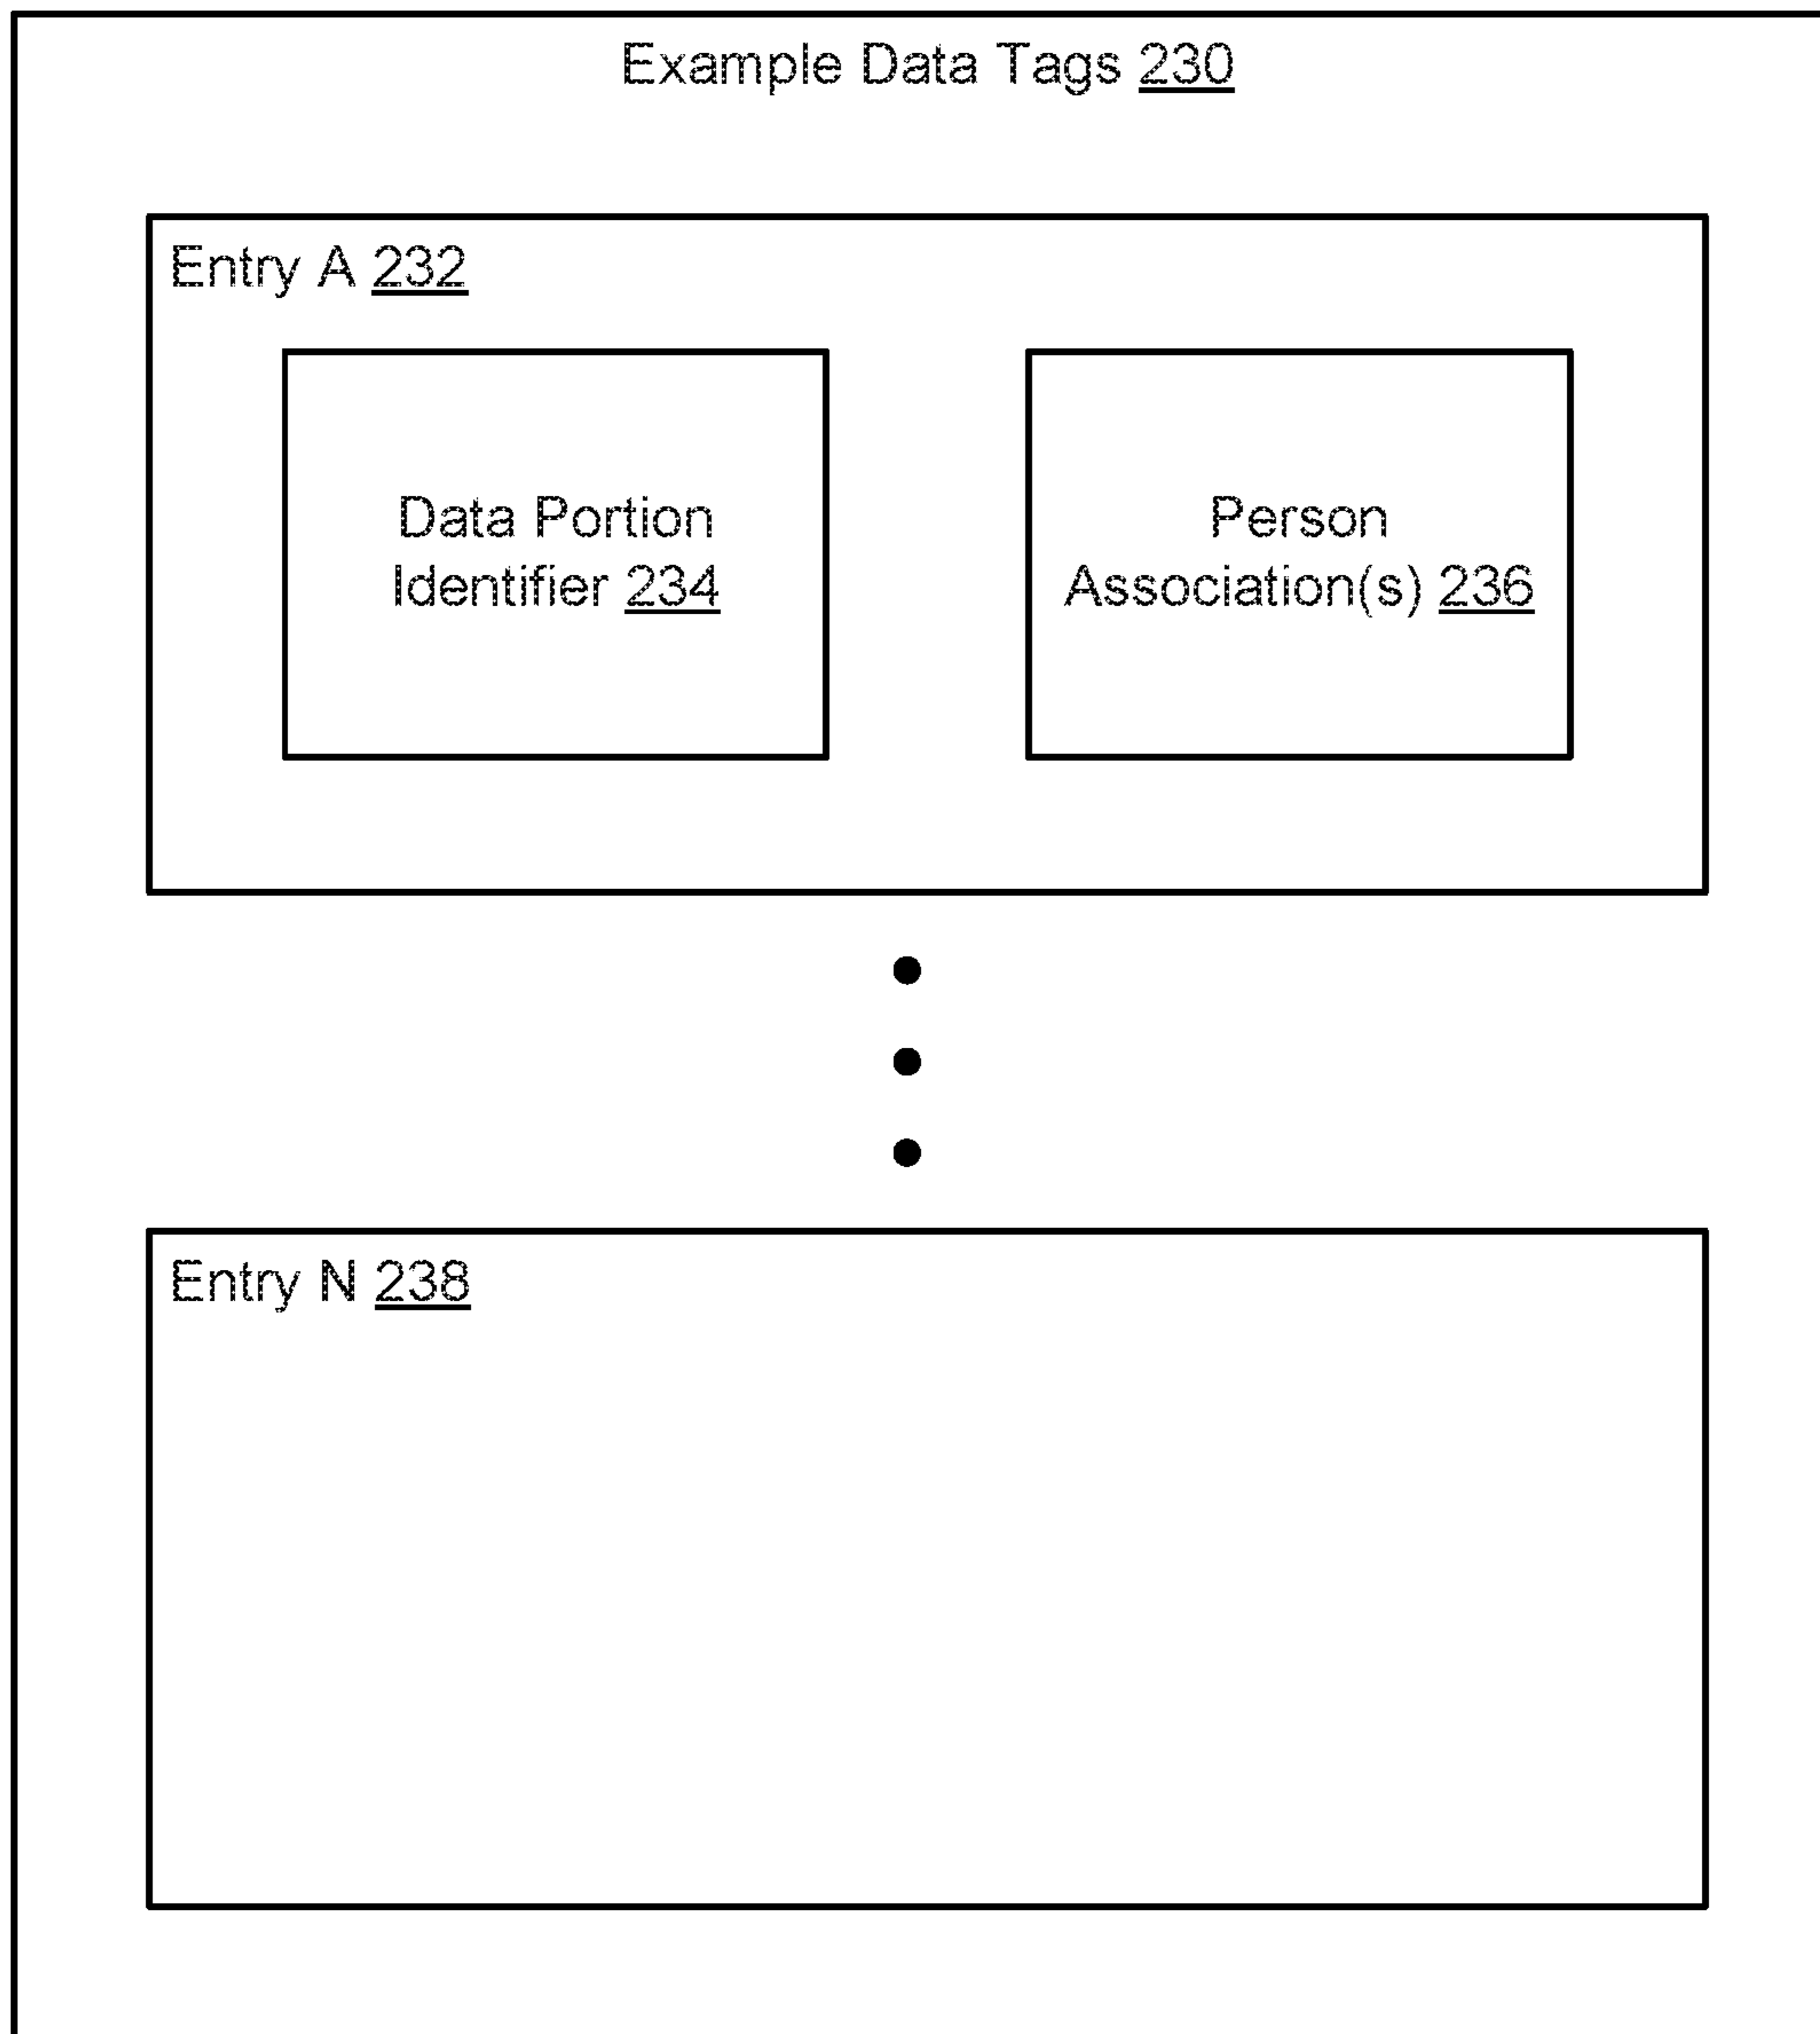 Example Data Tags 230
Entry A 232
Data Portion
Identifier 234
Person
Association(s) 236
Entry N 238